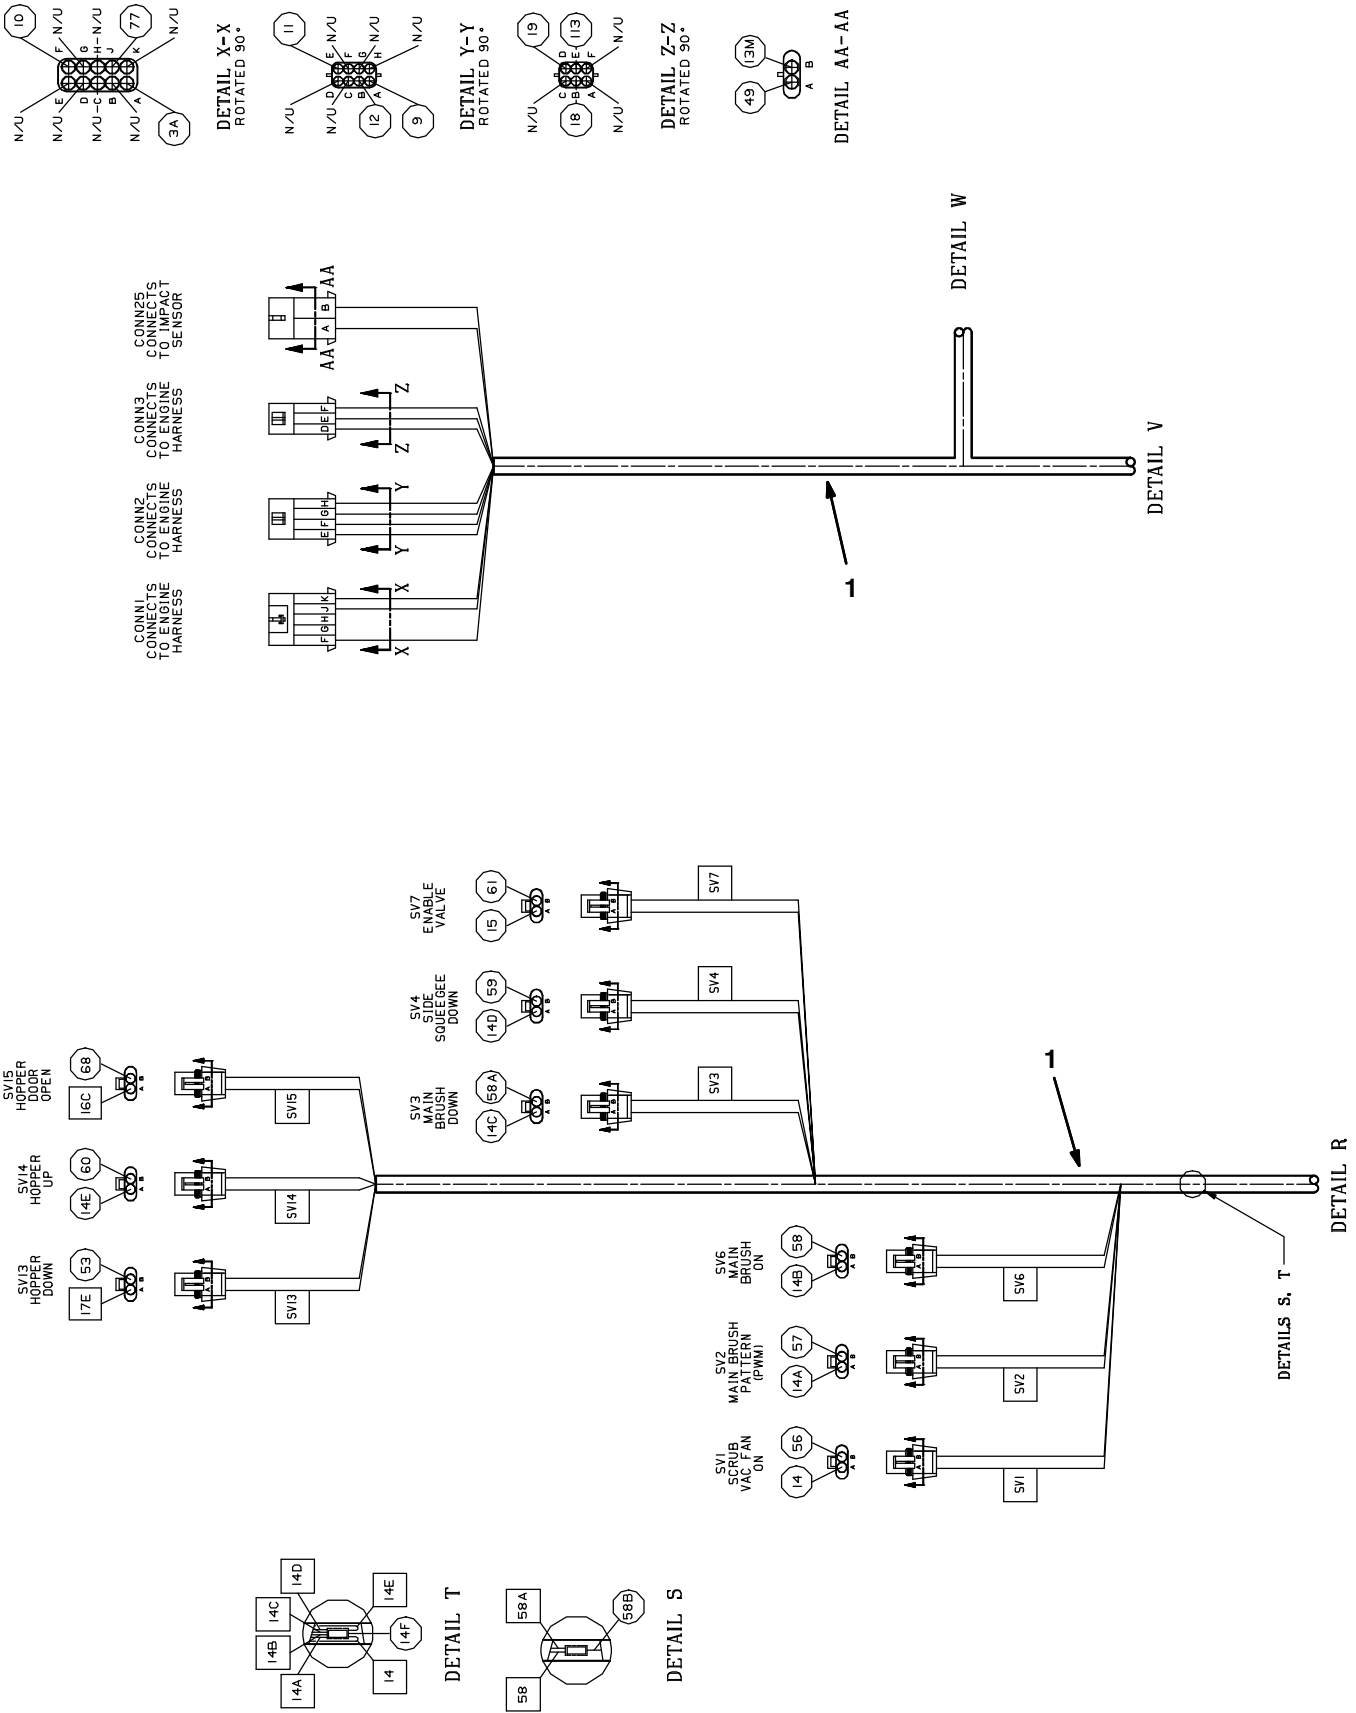 10
N/U
N/U
77
N/U
F
G
H
J
K
E
D
C
B
A
N/U
N/U
N/U
N/U
3A
DETAIL X-X
ROTATED 90°
11
N/U
N/U
N/U
E
F
G
H
D
C
B
A
N/U
N/U
12
9
DETAIL Y-Y
ROTATED 90°
19
113
N/U
D
E
F
C
B
A
N/U
18
N/U
DETAIL Z-Z
ROTATED 90°
13M
49
A
B
DETAIL AA-AA
CONN1
CONNECTS
TO ENGINE
HARNESS
F G H J K
X X
CONN2
CONNECTS
TO ENGINE
HARNESS
E F G H
Y Y
CONN3
CONNECTS
TO ENGINE
HARNESS
D E F
Z Z
CONN25
CONNECTS
TO IMPACT
SENSOR
A B
AA AA
1
DETAIL W
DETAIL V
SV13
HOPPER
DOWN
17E
53
A B
A B
SV13
SV14
HOPPER
UP
14E
60
A B
A B
SV14
SV15
HOPPER
DOOR
OPEN
16C
68
A B
A B
SV15
SV3
MAIN
BRUSH
DOWN
14C
58A
A B
A B
SV3
SV4
SIDE
SQUEEGEE
DOWN
14D
59
A B
A B
SV4
SV7
ENABLE
VALVE
15
61
A B
A B
SV7
SV1
SCRUB
VAC FAN
ON
14
56
A B
A B
SV1
SV2
MAIN BRUSH
PATTERN
(PWM)
14A
57
A B
A B
SV2
SV6
MAIN
BRUSH
ON
14B
58
A B
A B
SV6
1
DETAILS S, T
DETAIL R
14A
14B
14C
14D
14
14F
14E
DETAIL T
58
58A
58B
DETAIL S